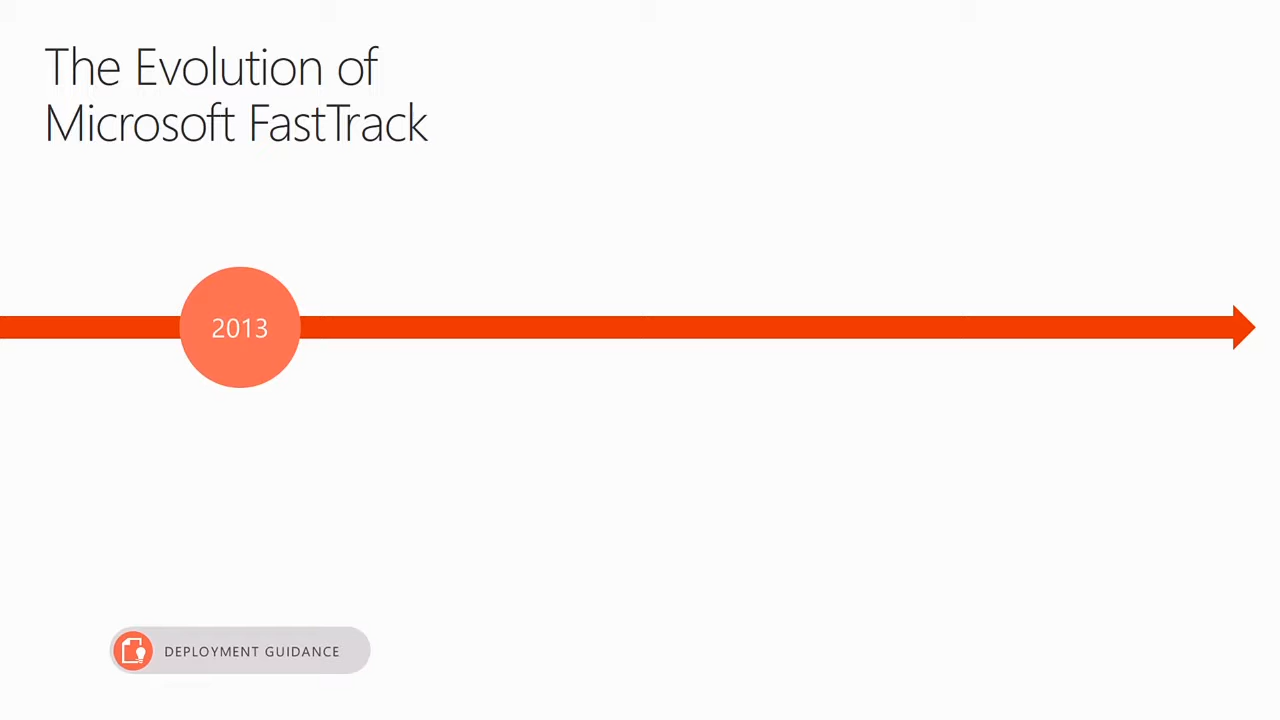 The Evolution of
Microsoft FastTrack
2013
DEPLOYMENT GUIDANCE